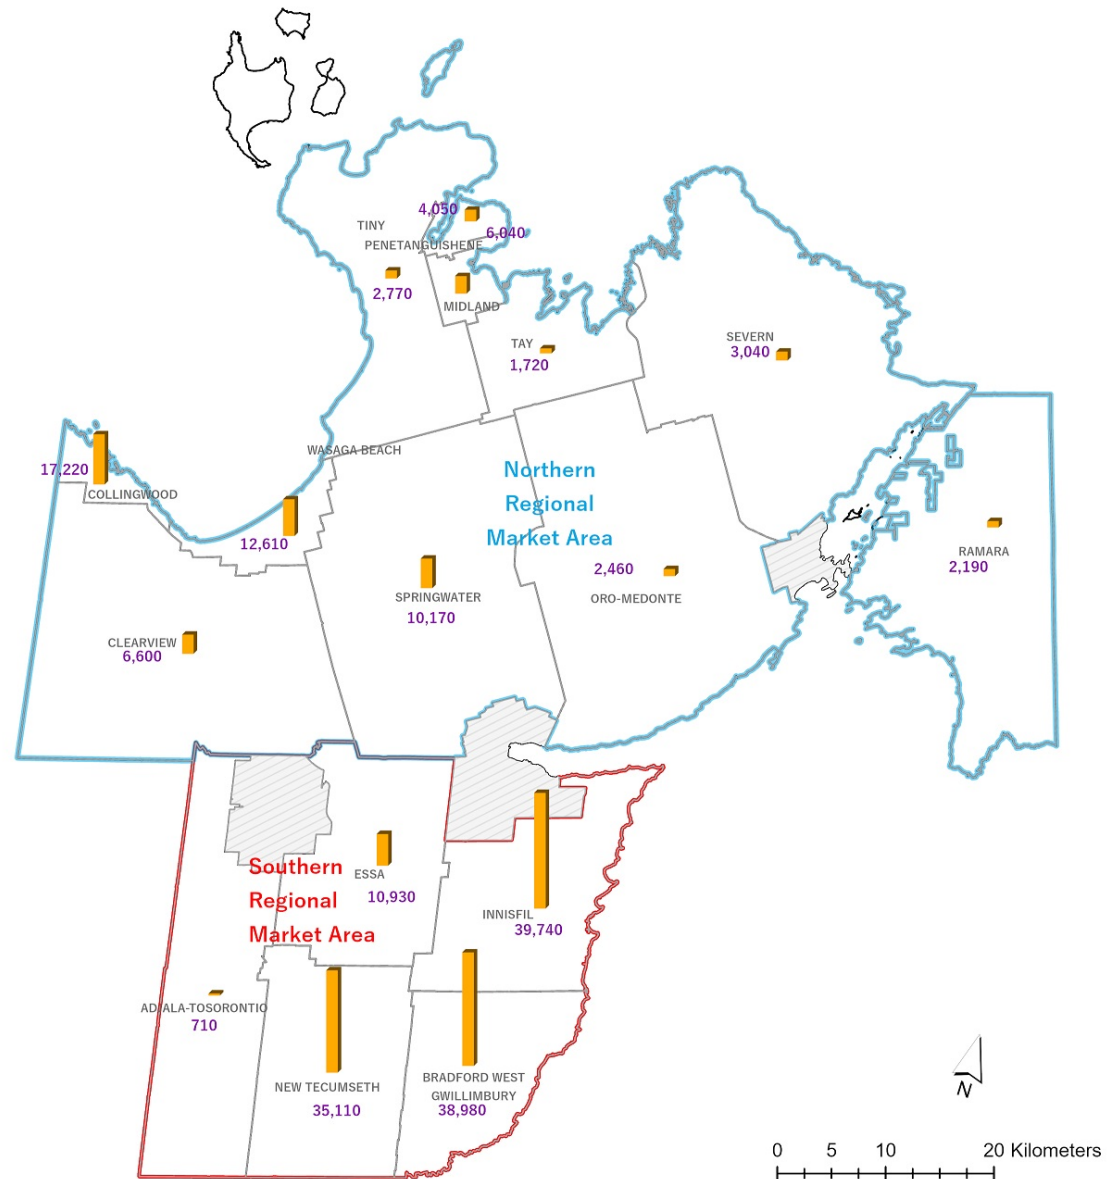 4,050
TINY
6,040
PENETANGUISHENE
2,770
MIDLAND
TAY
1,720
SEVERN
3,040
WASAGA BEACH
17,220
COLLINGWOOD
Northern
Regional
Market Area
12,610
2,460
RAMARA
2,190
SPRINGWATER
10,170
ORO-MEDONTE
CLEARVIEW
6,600
Southern
Regional
Market Area
ESSA
10,930
INNISFIL
39,740
ADJALA-TOSORONTIO
710
NEW TECUMSETH
35,110
BRADFORD WEST
GWILLIMBURY
38,980
N
0 5 10 20 Kilometers